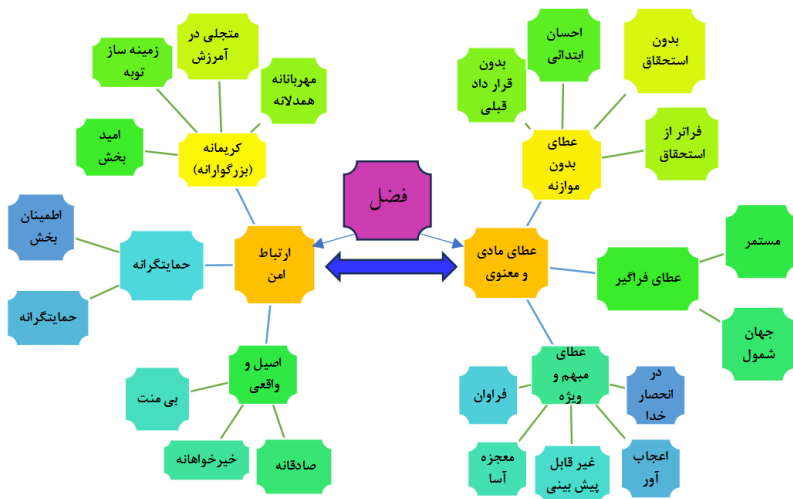 فضل
عطای مادی
و معنوی
عطای
بدون
موازنه
بدون
قرار داد
قبلی
احسان
ابتدائی
بدون
استحقاق
فراتر از
استحقاق
عطای فراگیر
مستمر
جهان
شمول
عطای
مبهم و
ویژه
در
انحصار
خدا
اعجاب
آور
غیر قابل
پیش بینی
معجزه
آسا
فراوان
ارتباط
امن
کریمانه
(بزرگوارانه)
مهربانانه
همدلانه
متجلی در
آمرزش
زمینه ساز
توبه
امید
بخش
حمایتگرانه
اطمینان
بخش
حمایتگرانه
اصیل و
واقعی
بی منت
خیرخواهانه
صادقانه